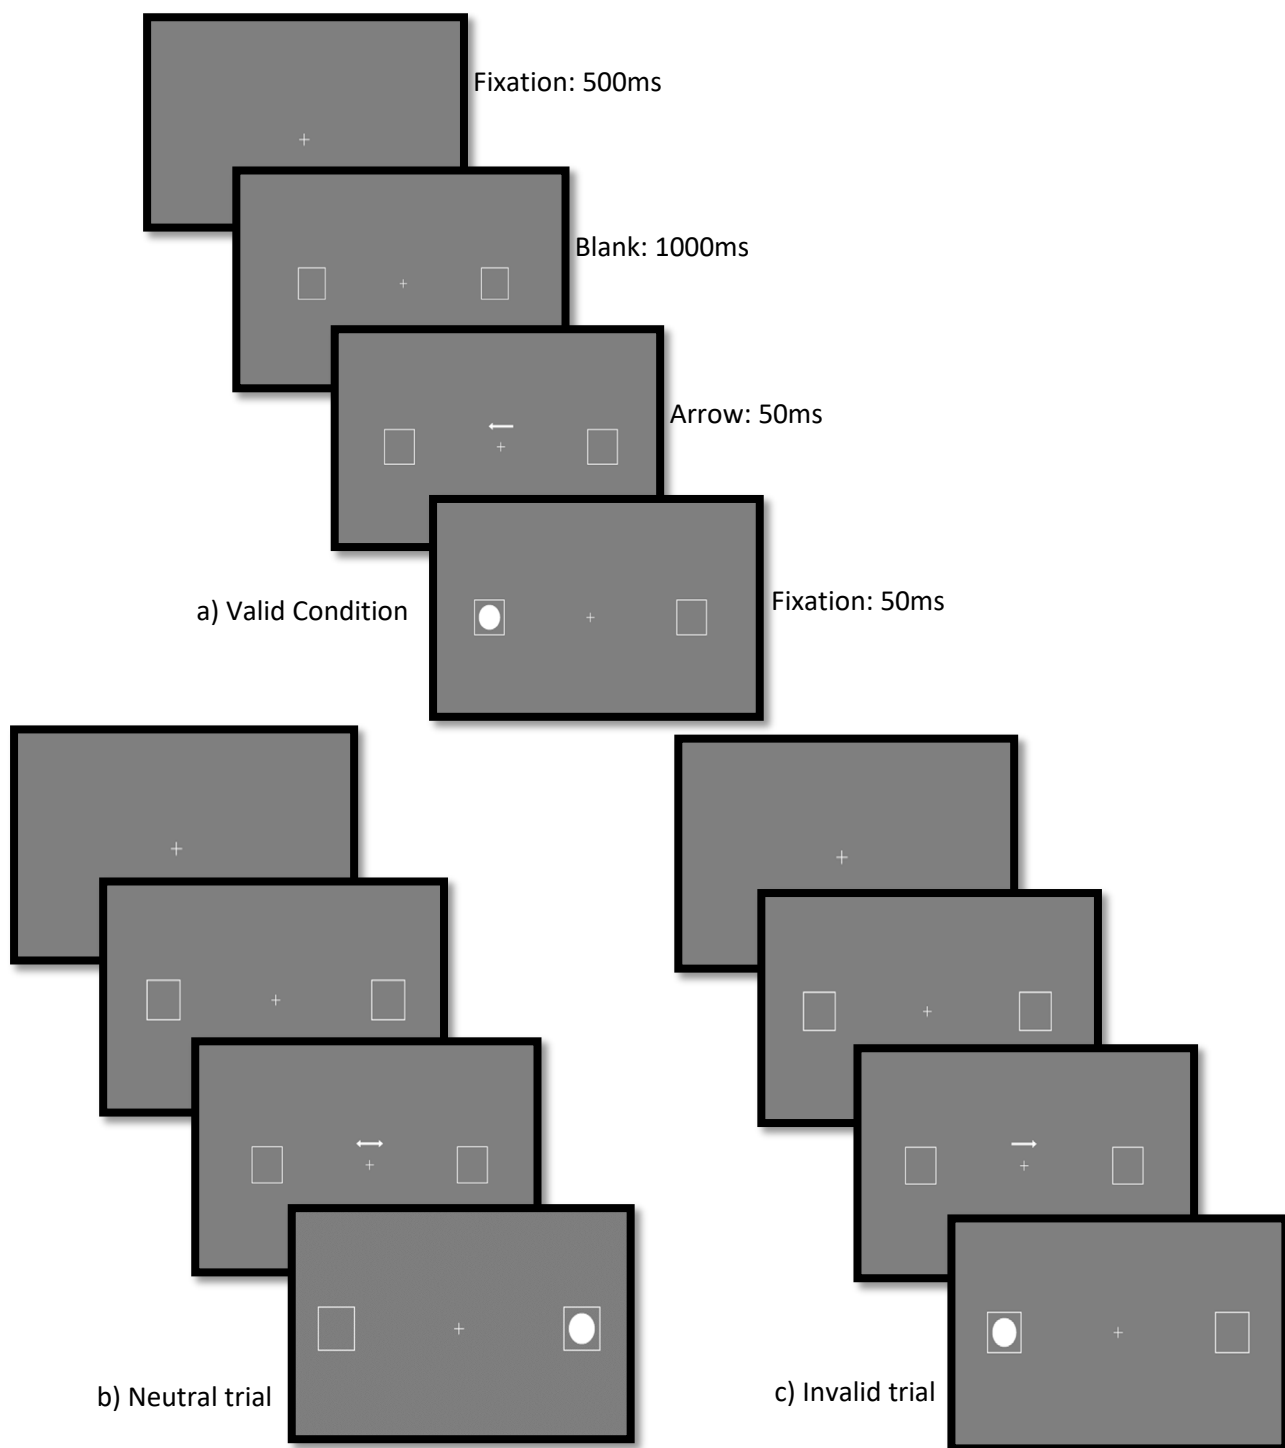 Fixation: 500ms
Blank: 1000ms
Arrow: 50ms
a) Valid Condition
Fixation: 50ms
b) Neutral trial
c) Invalid trial